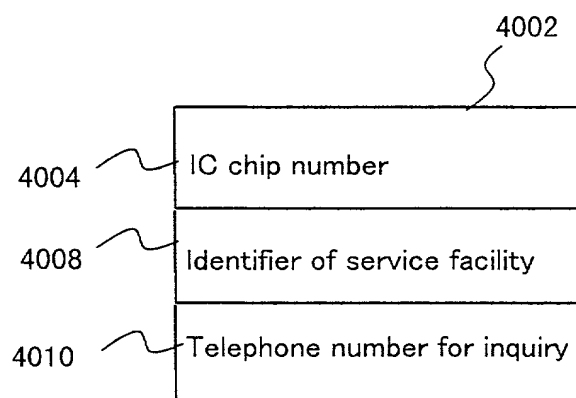 4002
4004
IC chip number
4008
Identifier of service facility
4010
Telephone number for inquiry